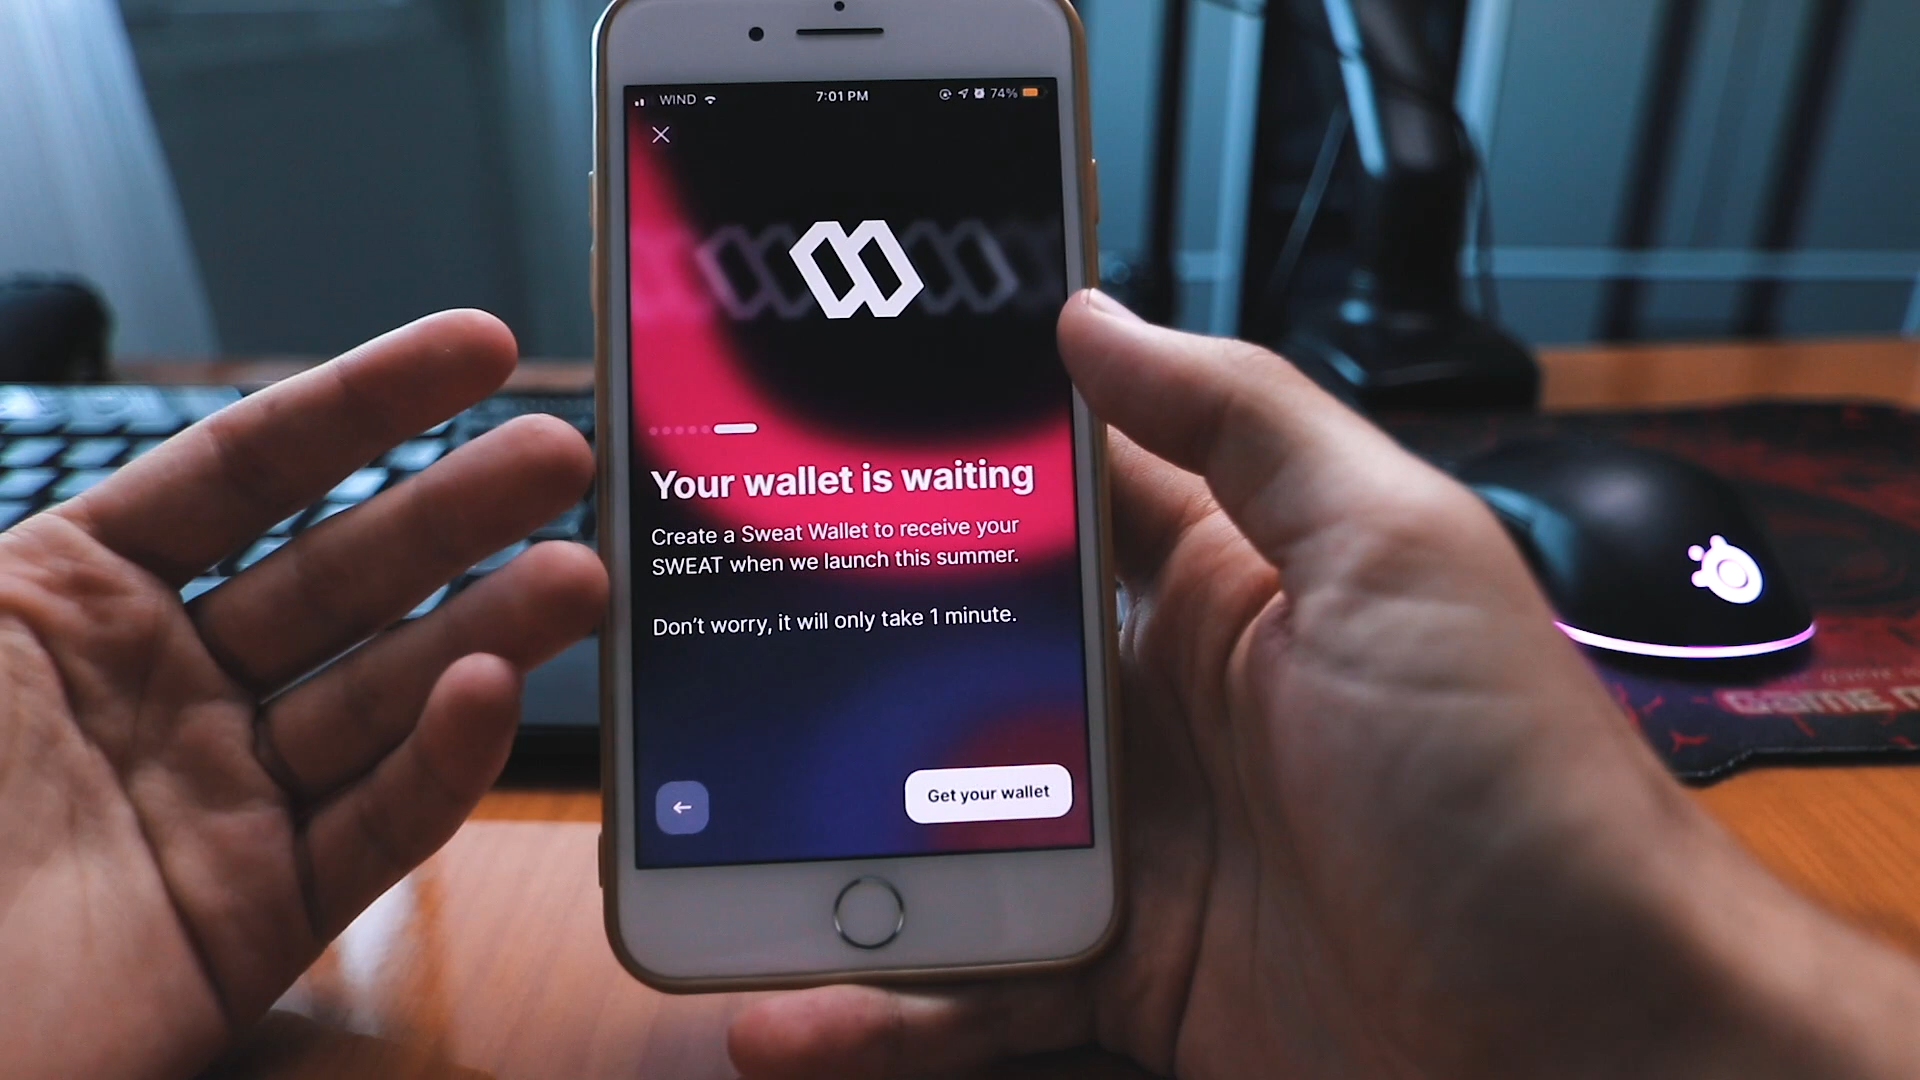 WIND 7:01 PM 74%
Your wallet is waiting
Create a Sweat Wallet to receive your
SWEAT when we launch this summer.
Don't worry, it will only take 1 minute.
Get your wallet
GAME